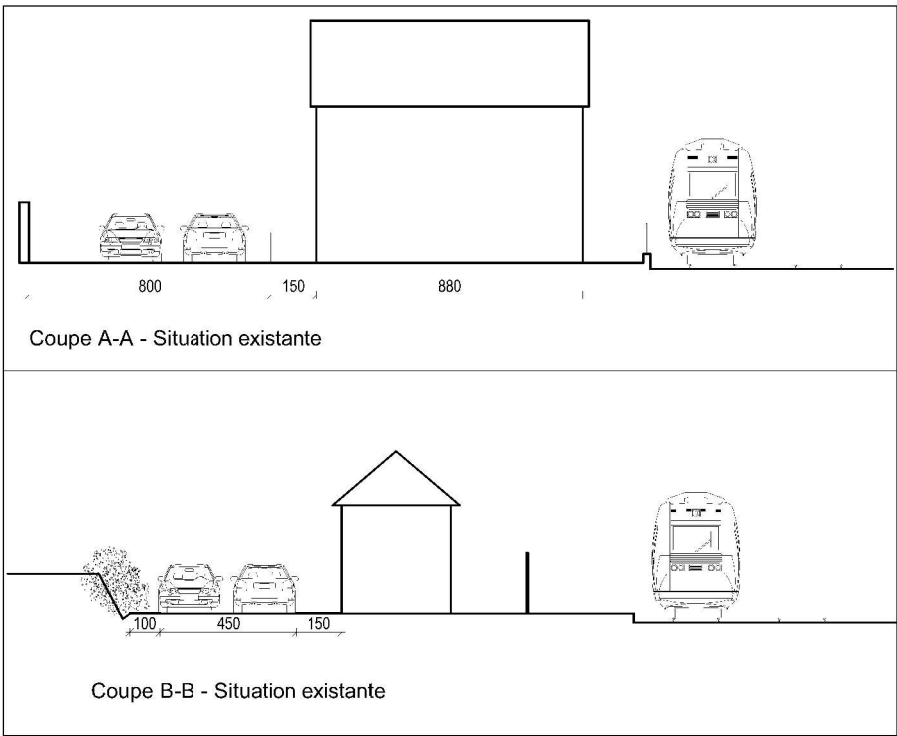 800 150 880
Coupe A-A - Situation existante
100 450 150
Coupe B-B - Situation existante